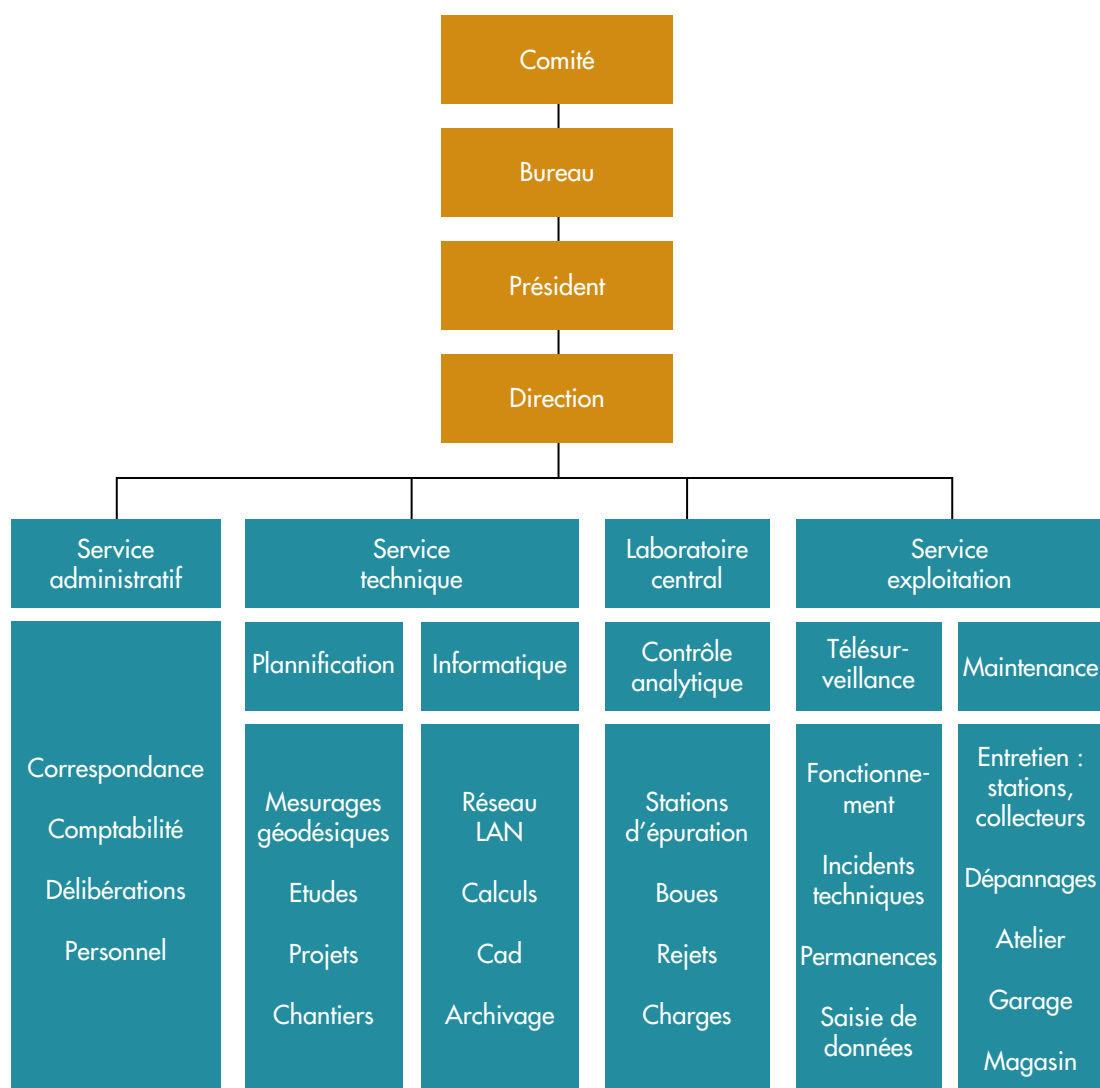 Comité
Bureau
Président
Direction
Service
administratif
Correspondance
Comptabilité
Délibérations
Personnel
Service
technique
Plannification
Mesurages
géodésiques
Etudes
Projets
Chantiers
Informatique
Réseau
LAN
Calculs
Cad
Archivage
Laboratoire
central
Contrôle
analytique
Stations
d'épuration
Boues
Rejets
Charges
Service
exploitation
Télésur-
veillance
Fonctionne-
ment
Incidents
techniques
Permanences
Saisie de
données
Maintenance
Entretien :
stations,
collecteurs
Dépannages
Atelier
Garage
Magasin